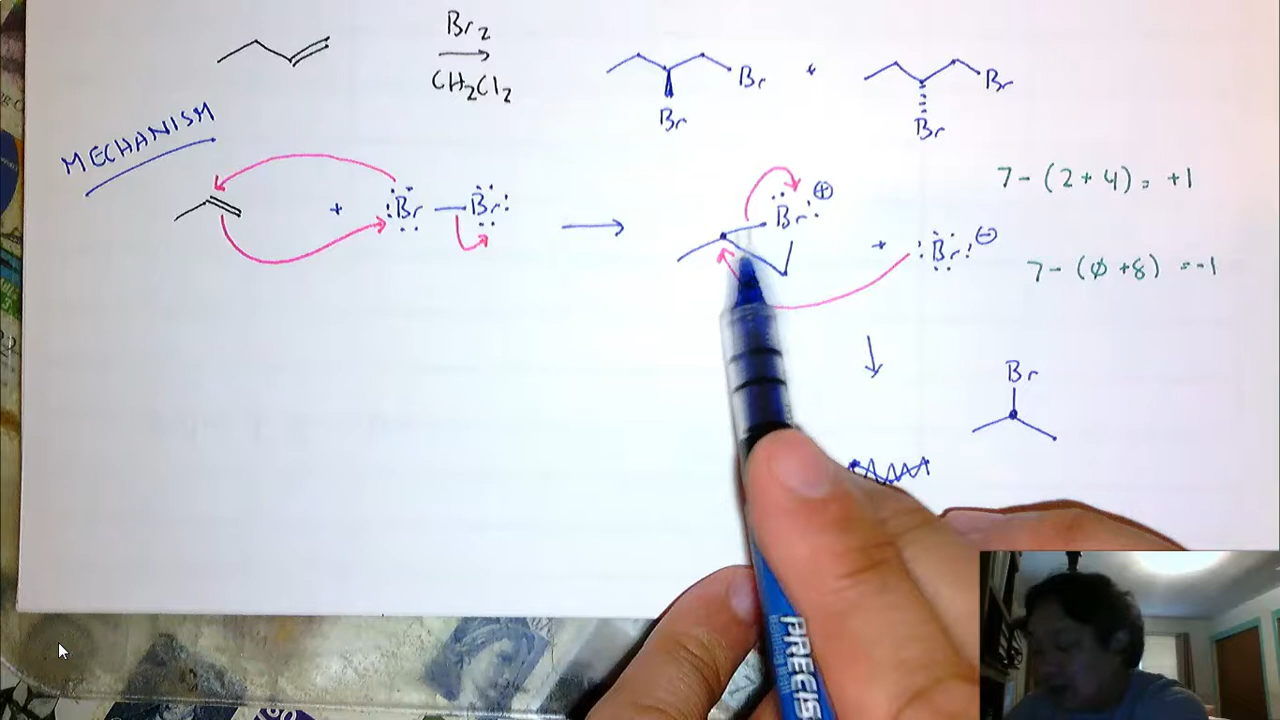 Br2
CH2Cl2
Br + Br
Br Br
MECHANISM
+ :Br — Br: Br: ⊕ + :Br: ⊖
7 - (2 + 4) = +1
7 - (0 + 8) = -1
Br
PRECIS